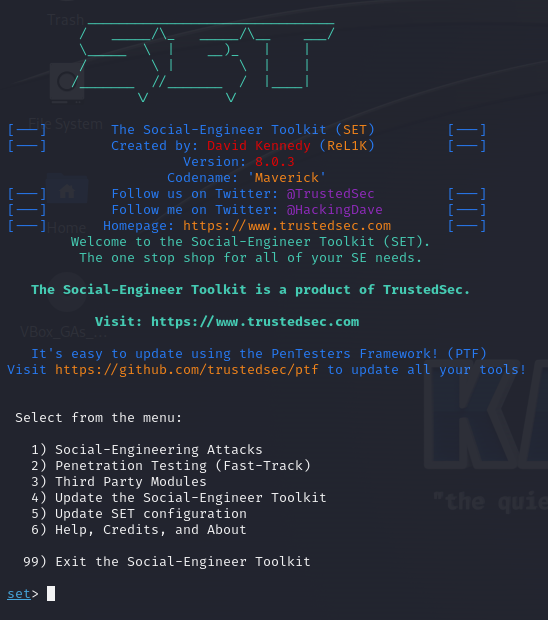 Trash
File System
Home
VBox_GAs_...
[---] The Social-Engineer Toolkit (SET) [---]
[---] Created by: David Kennedy (ReL1K) [---]
Version: 8.0.3
Codename: 'Maverick'
[---] Follow us on Twitter: @TrustedSec [---]
[---] Follow me on Twitter: @HackingDave [---]
[---] Homepage: https://www.trustedsec.com [---]
Welcome to the Social-Engineer Toolkit (SET).
The one stop shop for all of your SE needs.
The Social-Engineer Toolkit is a product of TrustedSec.
Visit: https://www.trustedsec.com
It's easy to update using the PenTesters Framework! (PTF)
Visit https://github.com/trustedsec/ptf to update all your tools!
Select from the menu:
1) Social-Engineering Attacks
2) Penetration Testing (Fast-Track)
3) Third Party Modules
4) Update the Social-Engineer Toolkit
5) Update SET configuration
6) Help, Credits, and About
99) Exit the Social-Engineer Toolkit
set>
"the quie